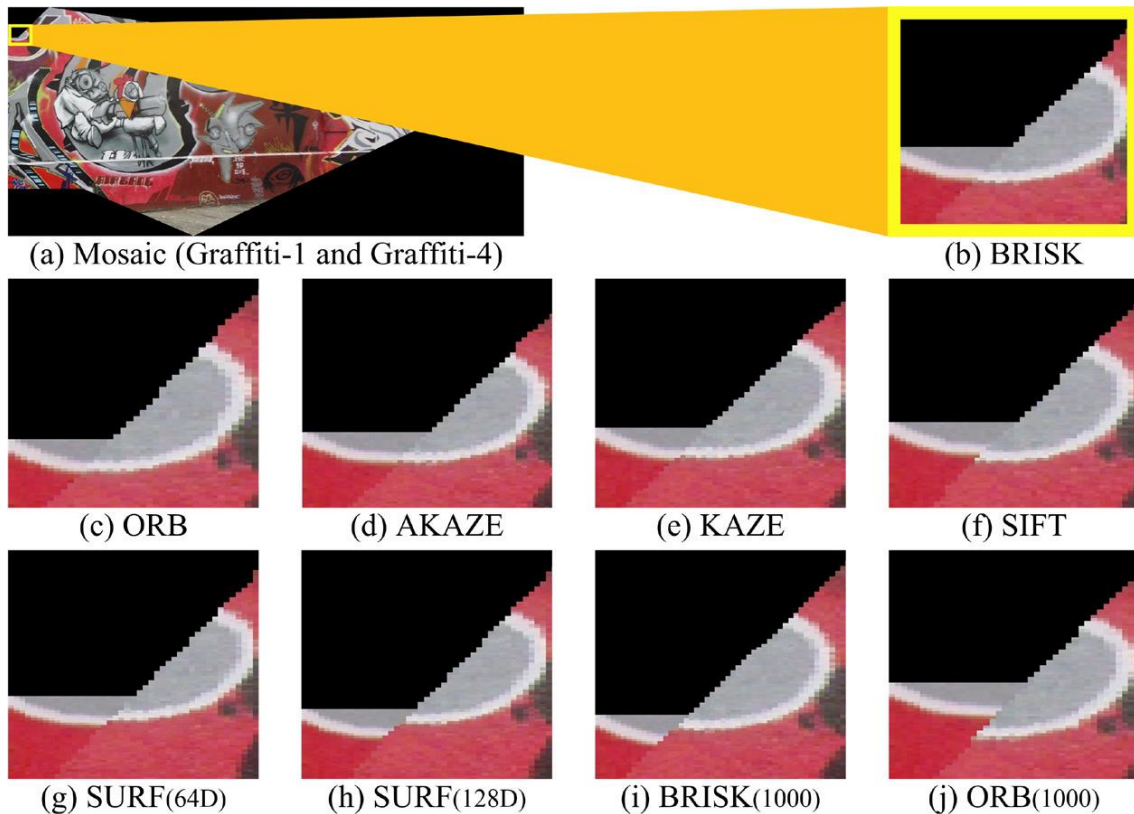 (a) Mosaic (Graffiti-1 and Graffiti-4)
(b) BRISK
(c) ORB
(d) AKAZE
(e) KAZE
(f) SIFT
(g) SURF(64D)
(h) SURF(128D)
(i) BRISK(1000)
(j) ORB(1000)